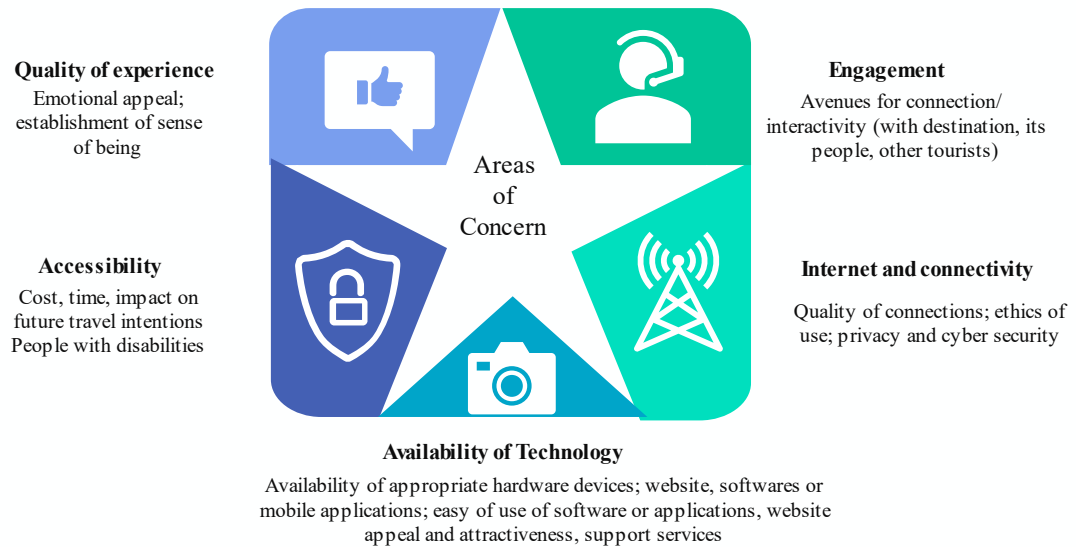 Quality of experience
Emotional appeal;
establishment of sense
of being
Engagement
Avenues for connection/
interactivity (with destination, its
people, other tourists)
Areas
of
Concern
Accessibility
Cost, time, impact on
future travel intentions
People with disabilities
Internet and connectivity
Quality of connections; ethics of
use; privacy and cyber security
Availability of Technology
Availability of appropriate hardware devices; website, softwares or
mobile applications; easy of use of software or applications, website
appeal and attractiveness, support services